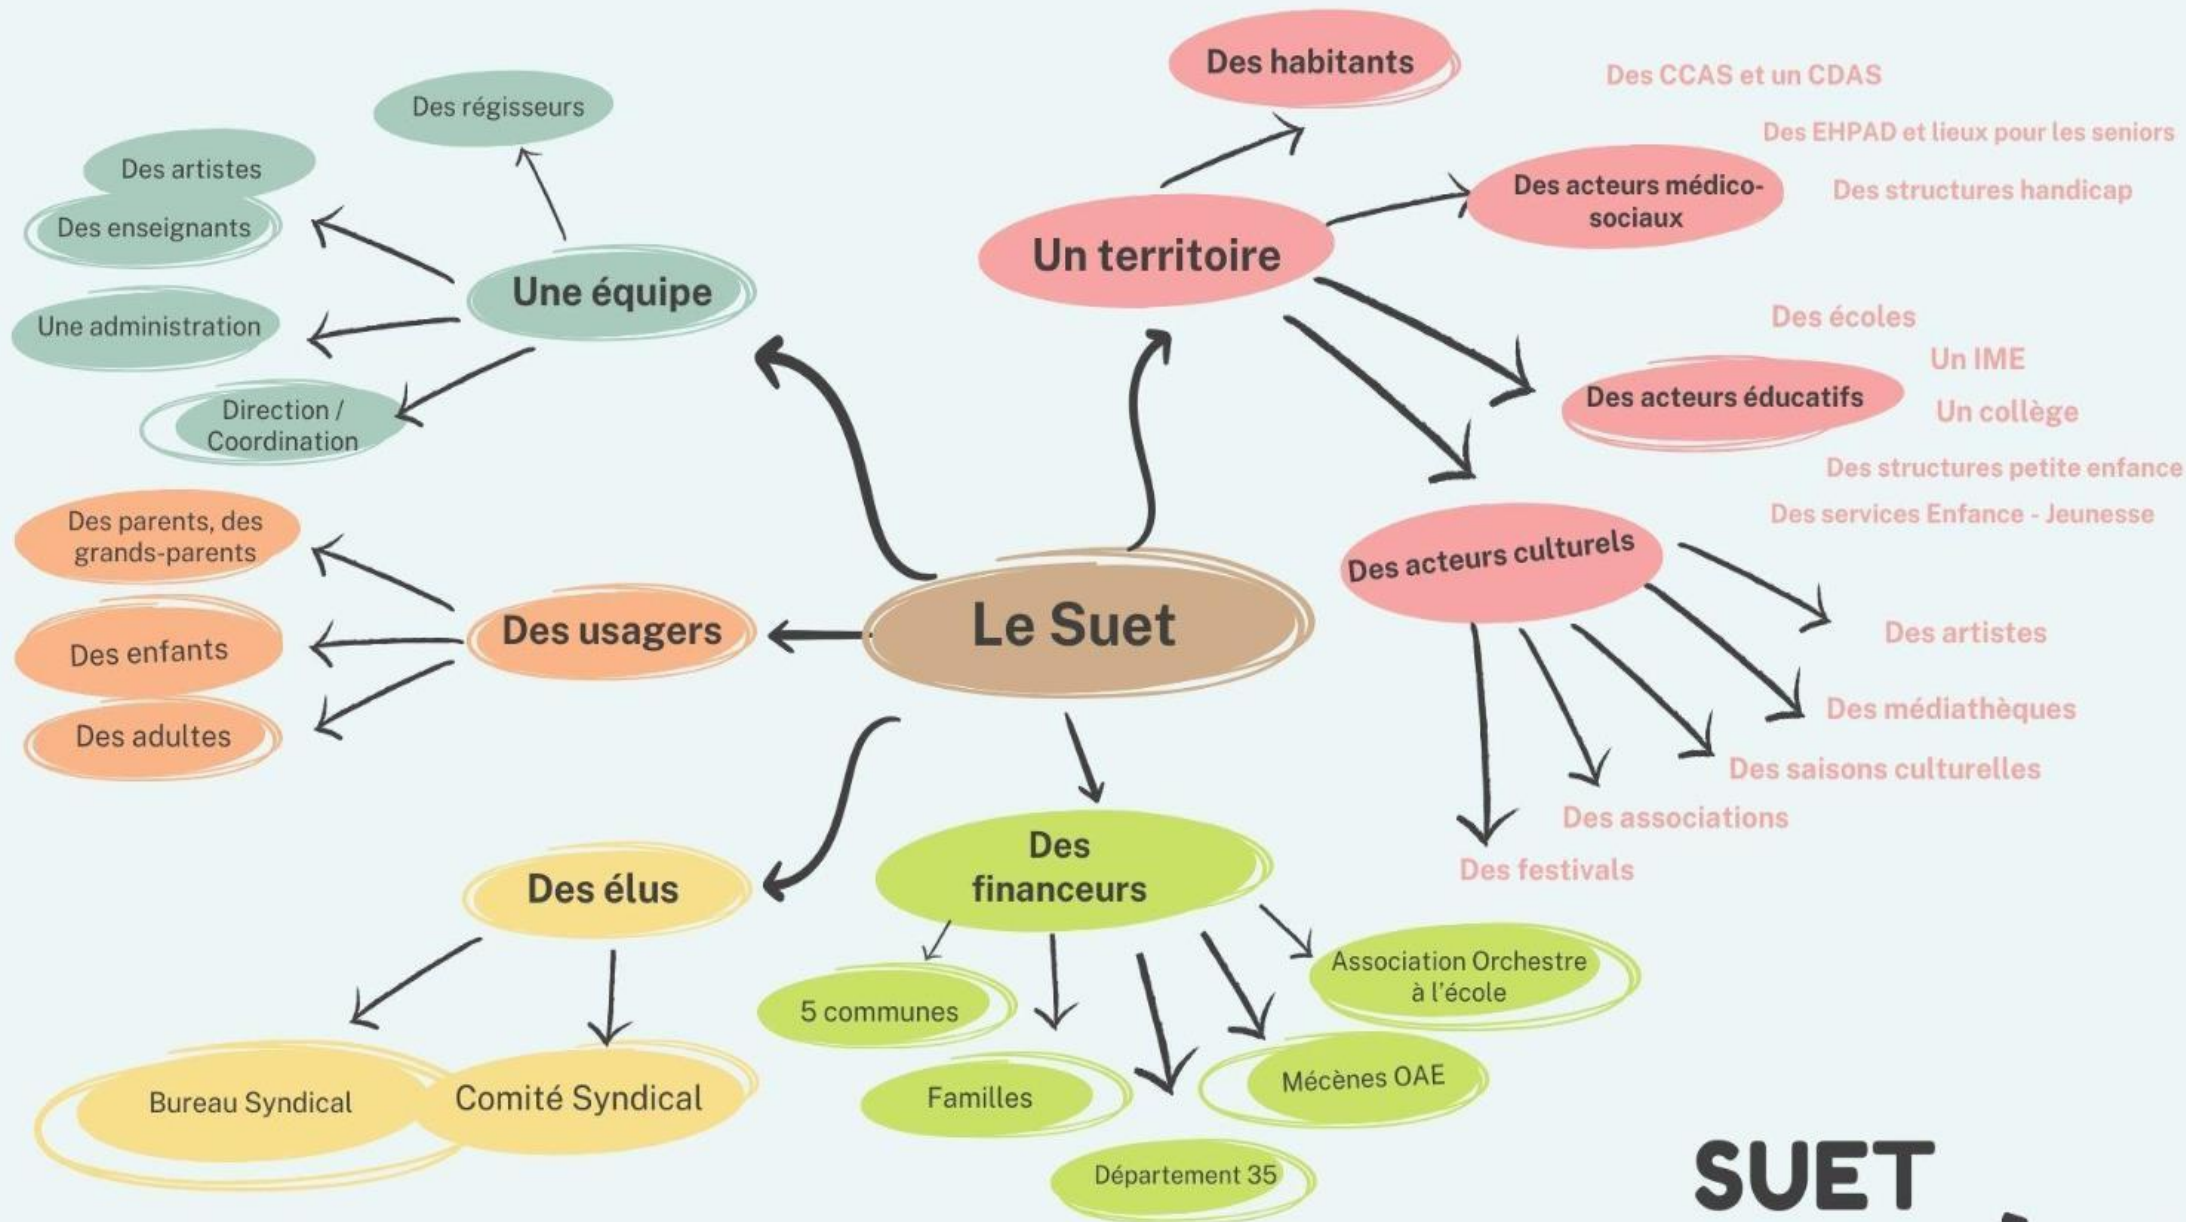 Des habitants
Des CCAS et un CDAS
Des régisseurs
Des EHPAD et lieux pour les seniors
Des artistes
Des acteurs médico-
sociaux
Des structures handicap
Des enseignants
Un territoire
Une équipe
Une administration
Des écoles
Un IME
Des acteurs éducatifs
Un collège
Direction /
Coordination
Des structures petite enfance
Des services Enfance - Jeunesse
Des parents, des
grands-parents
Des acteurs culturels
Le Suet
Des usagers
Des enfants
Des adultes
Des artistes
Des médiathèques
Des saisons culturelles
Des associations
Des festivals
Des
financeurs
Des élus
Association Orchestre
à l'école
5 communes
Mécènes OAE
Familles
Bureau Syndical
Comité Syndical
Département 35
SUET